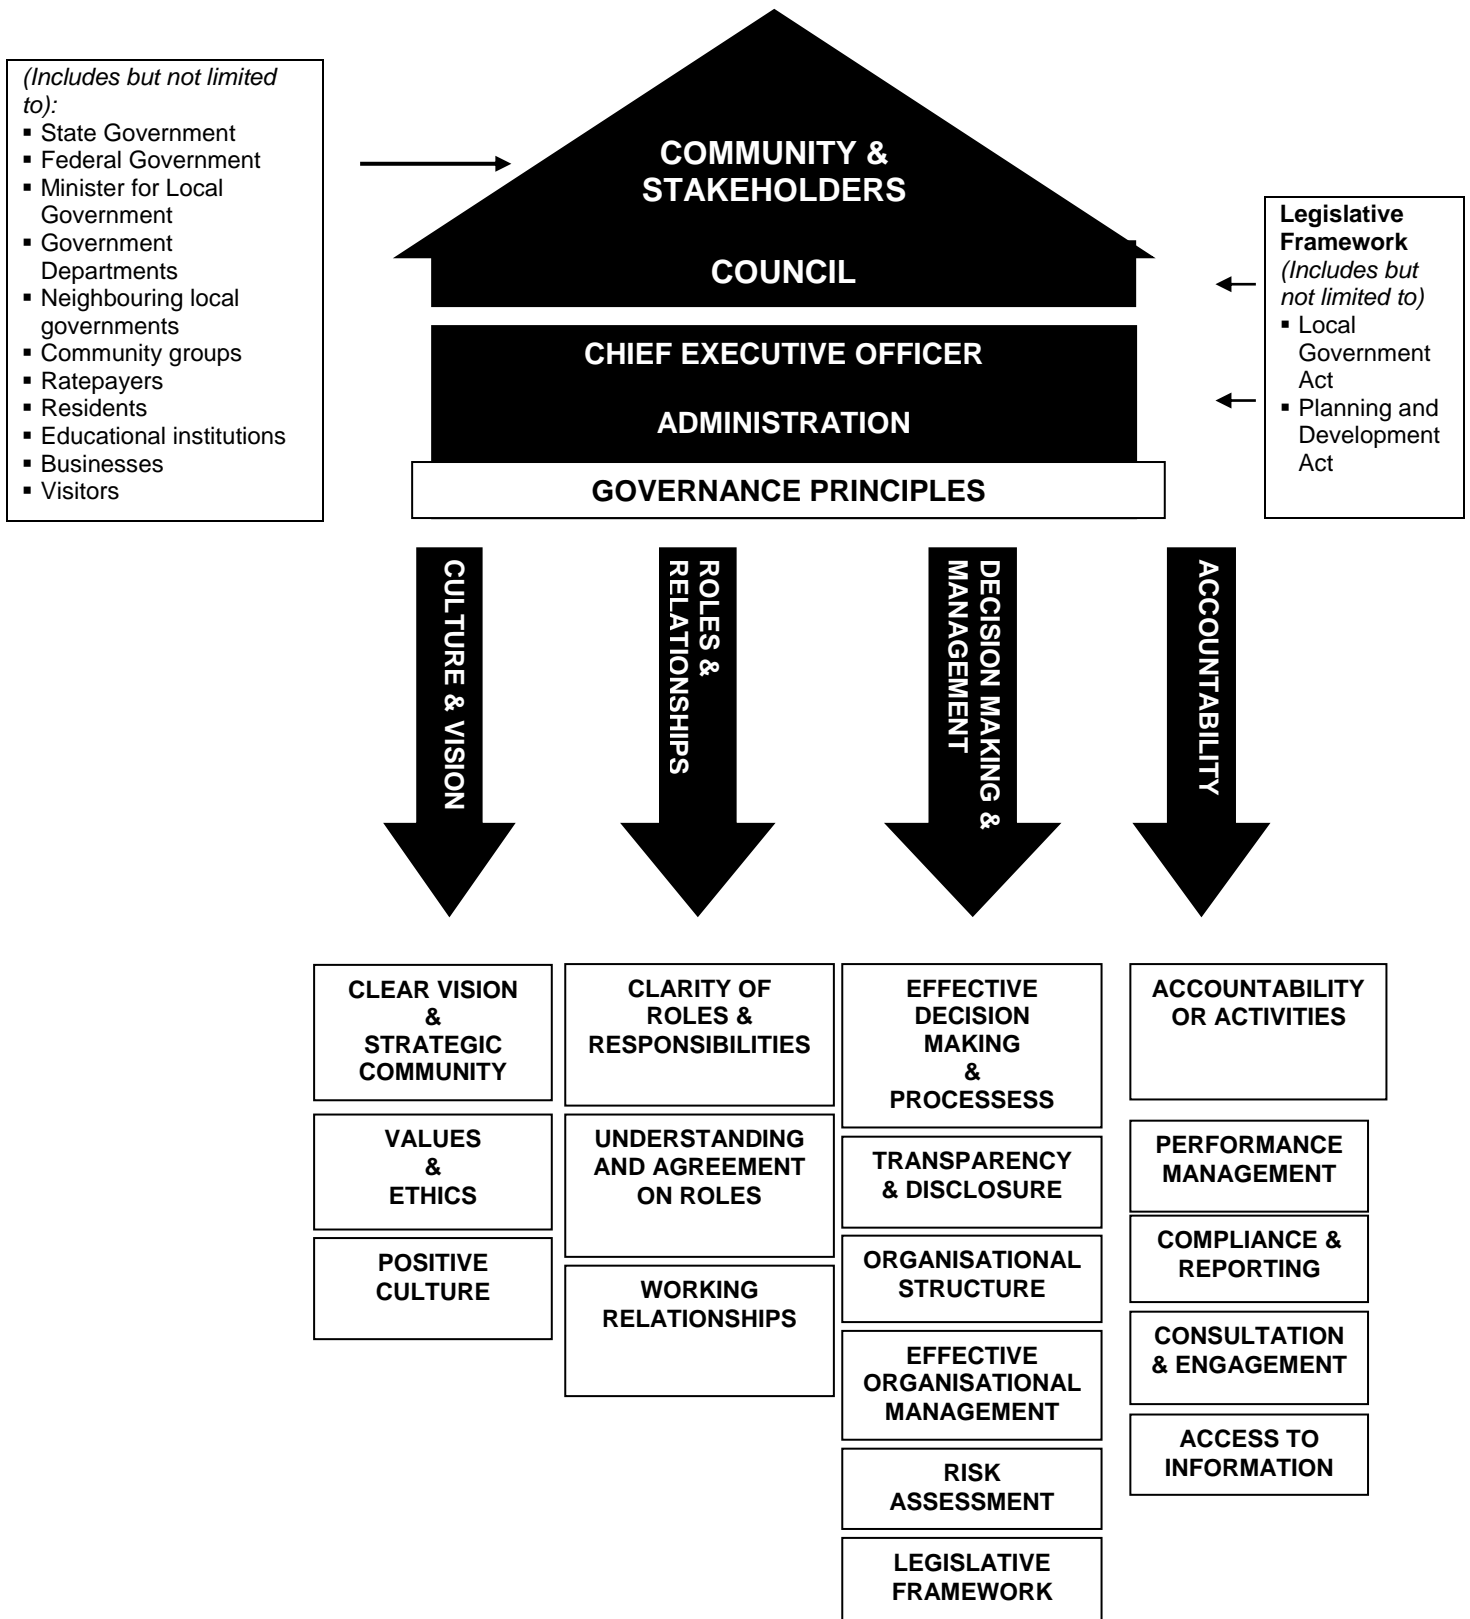 (Includes but not limited
to):
▪ State Government
▪ Federal Government
▪ Minister for Local
Government
▪ Government
Departments
▪ Neighbouring local
governments
▪ Community groups
▪ Ratepayers
▪ Residents
▪ Educational institutions
▪ Businesses
▪ Visitors
COMMUNITY &
STAKEHOLDERS
COUNCIL
CHIEF EXECUTIVE OFFICER
ADMINISTRATION
GOVERNANCE PRINCIPLES
Legislative
Framework
(Includes but
not limited to)
▪ Local
Government
Act
▪ Planning and
Development
Act
CULTURE & VISION
ROLES &
RELATIONSHIPS
DECISION MAKING &
MANAGEMENT
ACCOUNTABILITY
CLEAR VISION
&
STRATEGIC
COMMUNITY
VALUES
&
ETHICS
POSITIVE
CULTURE
CLARITY OF
ROLES &
RESPONSIBILITIES
UNDERSTANDING
AND AGREEMENT
ON ROLES
WORKING
RELATIONSHIPS
EFFECTIVE
DECISION
MAKING
&
PROCESSESS
TRANSPARENCY
& DISCLOSURE
ORGANISATIONAL
STRUCTURE
EFFECTIVE
ORGANISATIONAL
MANAGEMENT
RISK
ASSESSMENT
LEGISLATIVE
FRAMEWORK
ACCOUNTABILITY
OR ACTIVITIES
PERFORMANCE
MANAGEMENT
COMPLIANCE &
REPORTING
CONSULTATION
& ENGAGEMENT
ACCESS TO
INFORMATION